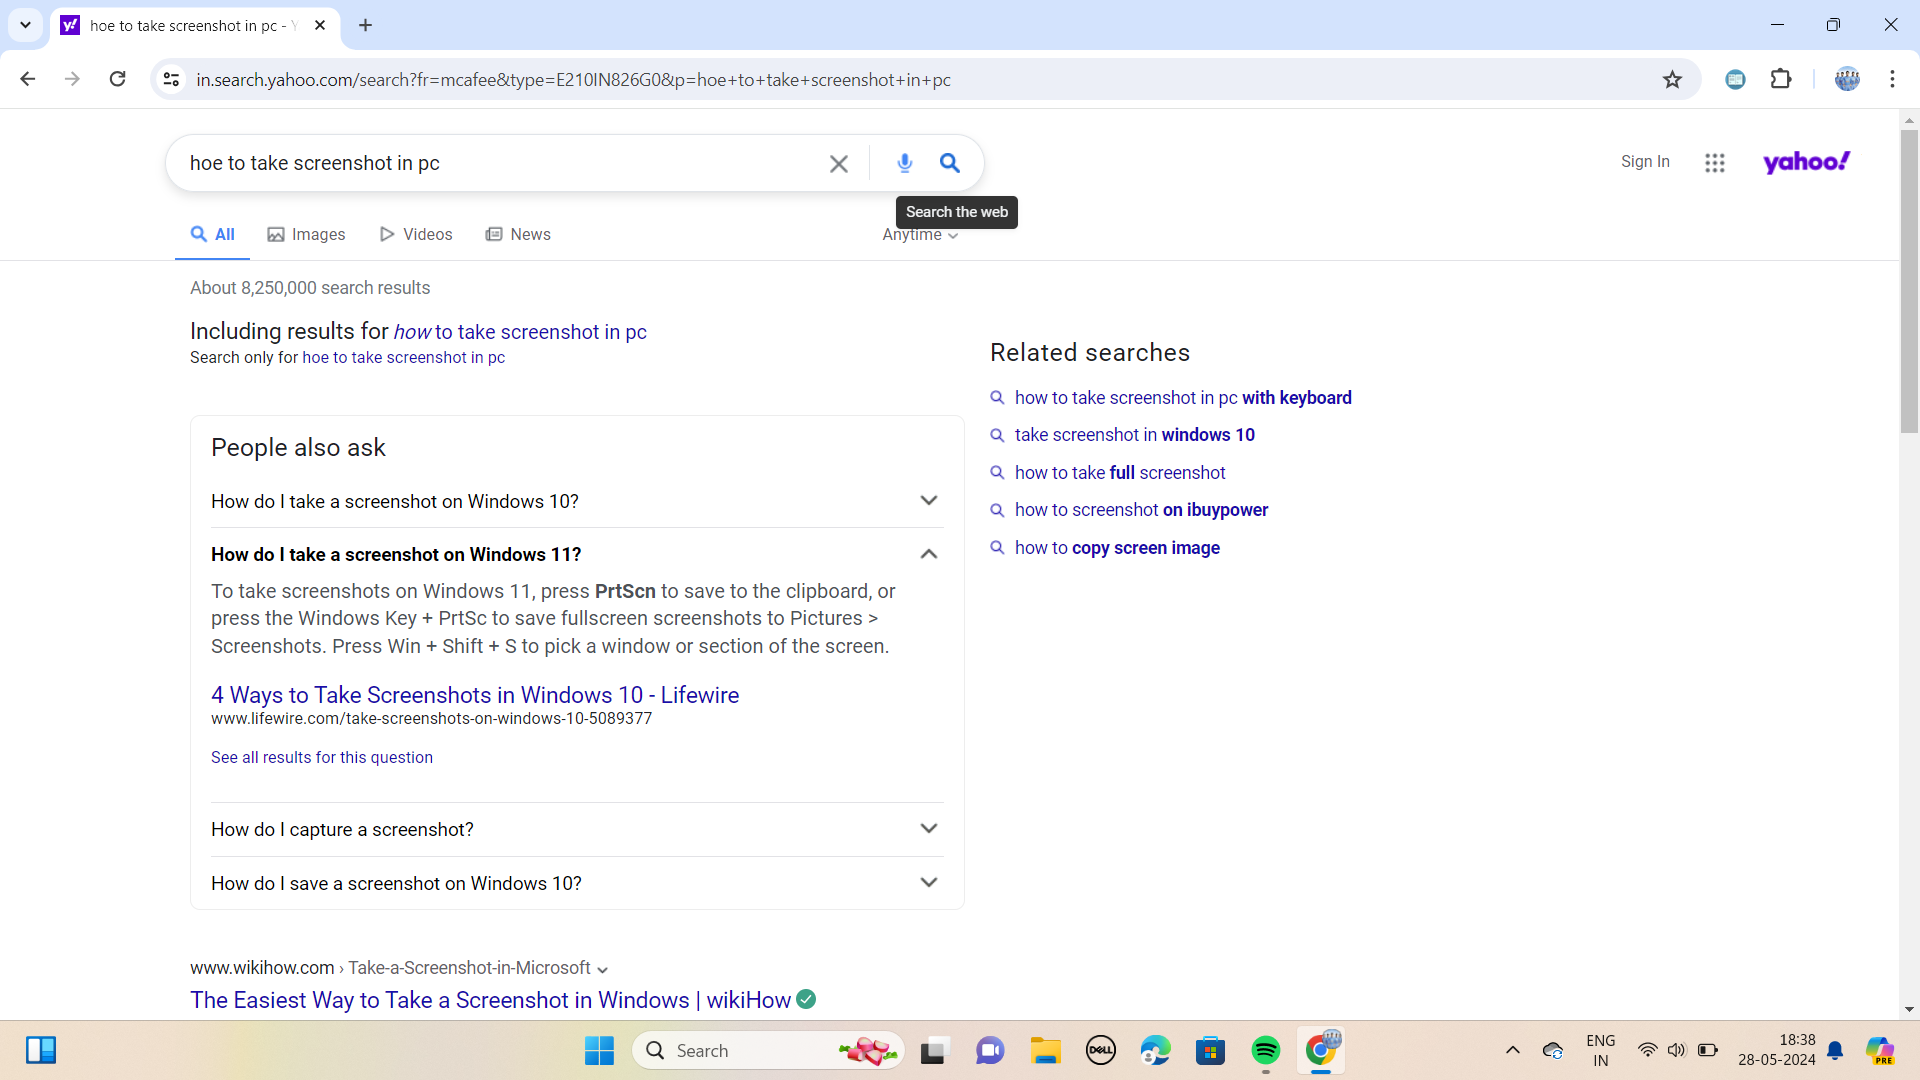 hoe to take screenshot in pc - Y
in.search.yahoo.com/search?fr=mcafee&type=E210IN826G0&p=hoe+to+take+screenshot+in+pc
hoe to take screenshot in pc
Sign In
yahoo!
Search the web
All
Images
Videos
News
Anytime
About 8,250,000 search results
Including results for how to take screenshot in pc
Search only for hoe to take screenshot in pc
People also ask
How do I take a screenshot on Windows 10?
How do I take a screenshot on Windows 11?
To take screenshots on Windows 11, press PrtScn to save to the clipboard, or
press the Windows Key + PrtSc to save fullscreen screenshots to Pictures >
Screenshots. Press Win + Shift + S to pick a window or section of the screen.
4 Ways to Take Screenshots in Windows 10 - Lifewire
www.lifewire.com/take-screenshots-on-windows-10-5089377
See all results for this question
How do I capture a screenshot?
How do I save a screenshot on Windows 10?
Related searches
how to take screenshot in pc with keyboard
take screenshot in windows 10
how to take full screenshot
how to screenshot on ibuypower
how to copy screen image
www.wikihow.com › Take-a-Screenshot-in-Microsoft
The Easiest Way to Take a Screenshot in Windows | wikiHow
Search
DELL
ENG
IN
18:38
28-05-2024
PRE